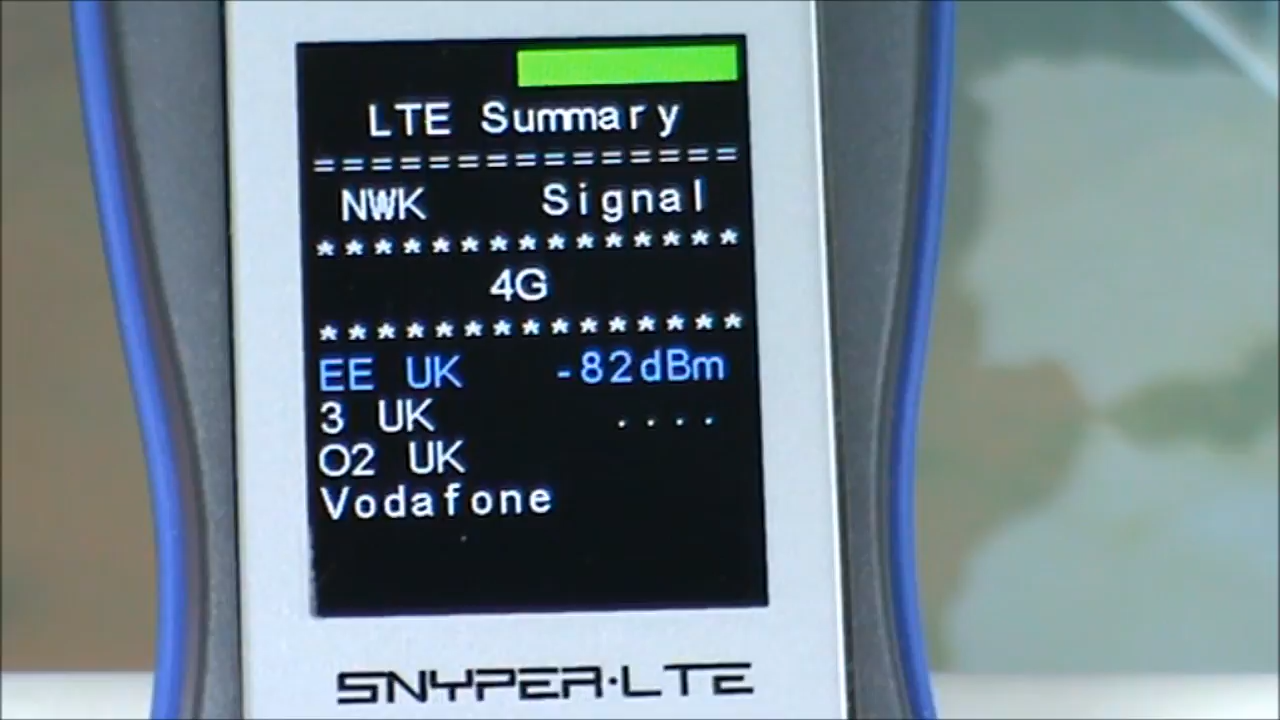 LTE Summary
===============
NWK Signal
***************
4G
***************
EE UK -82dBm
3 UK ....
O2 UK
Vodafone
SNYPER·LTE